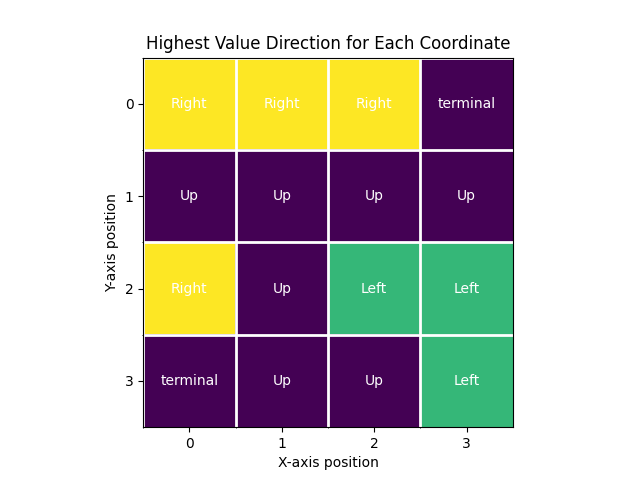 Highest Value Direction for Each Coordinate
Y-axis position
0 Right Right Right terminal
1 Up Up Up Up
2 Right Up Left Left
3 terminal Up Up Left
0 1 2 3
X-axis position